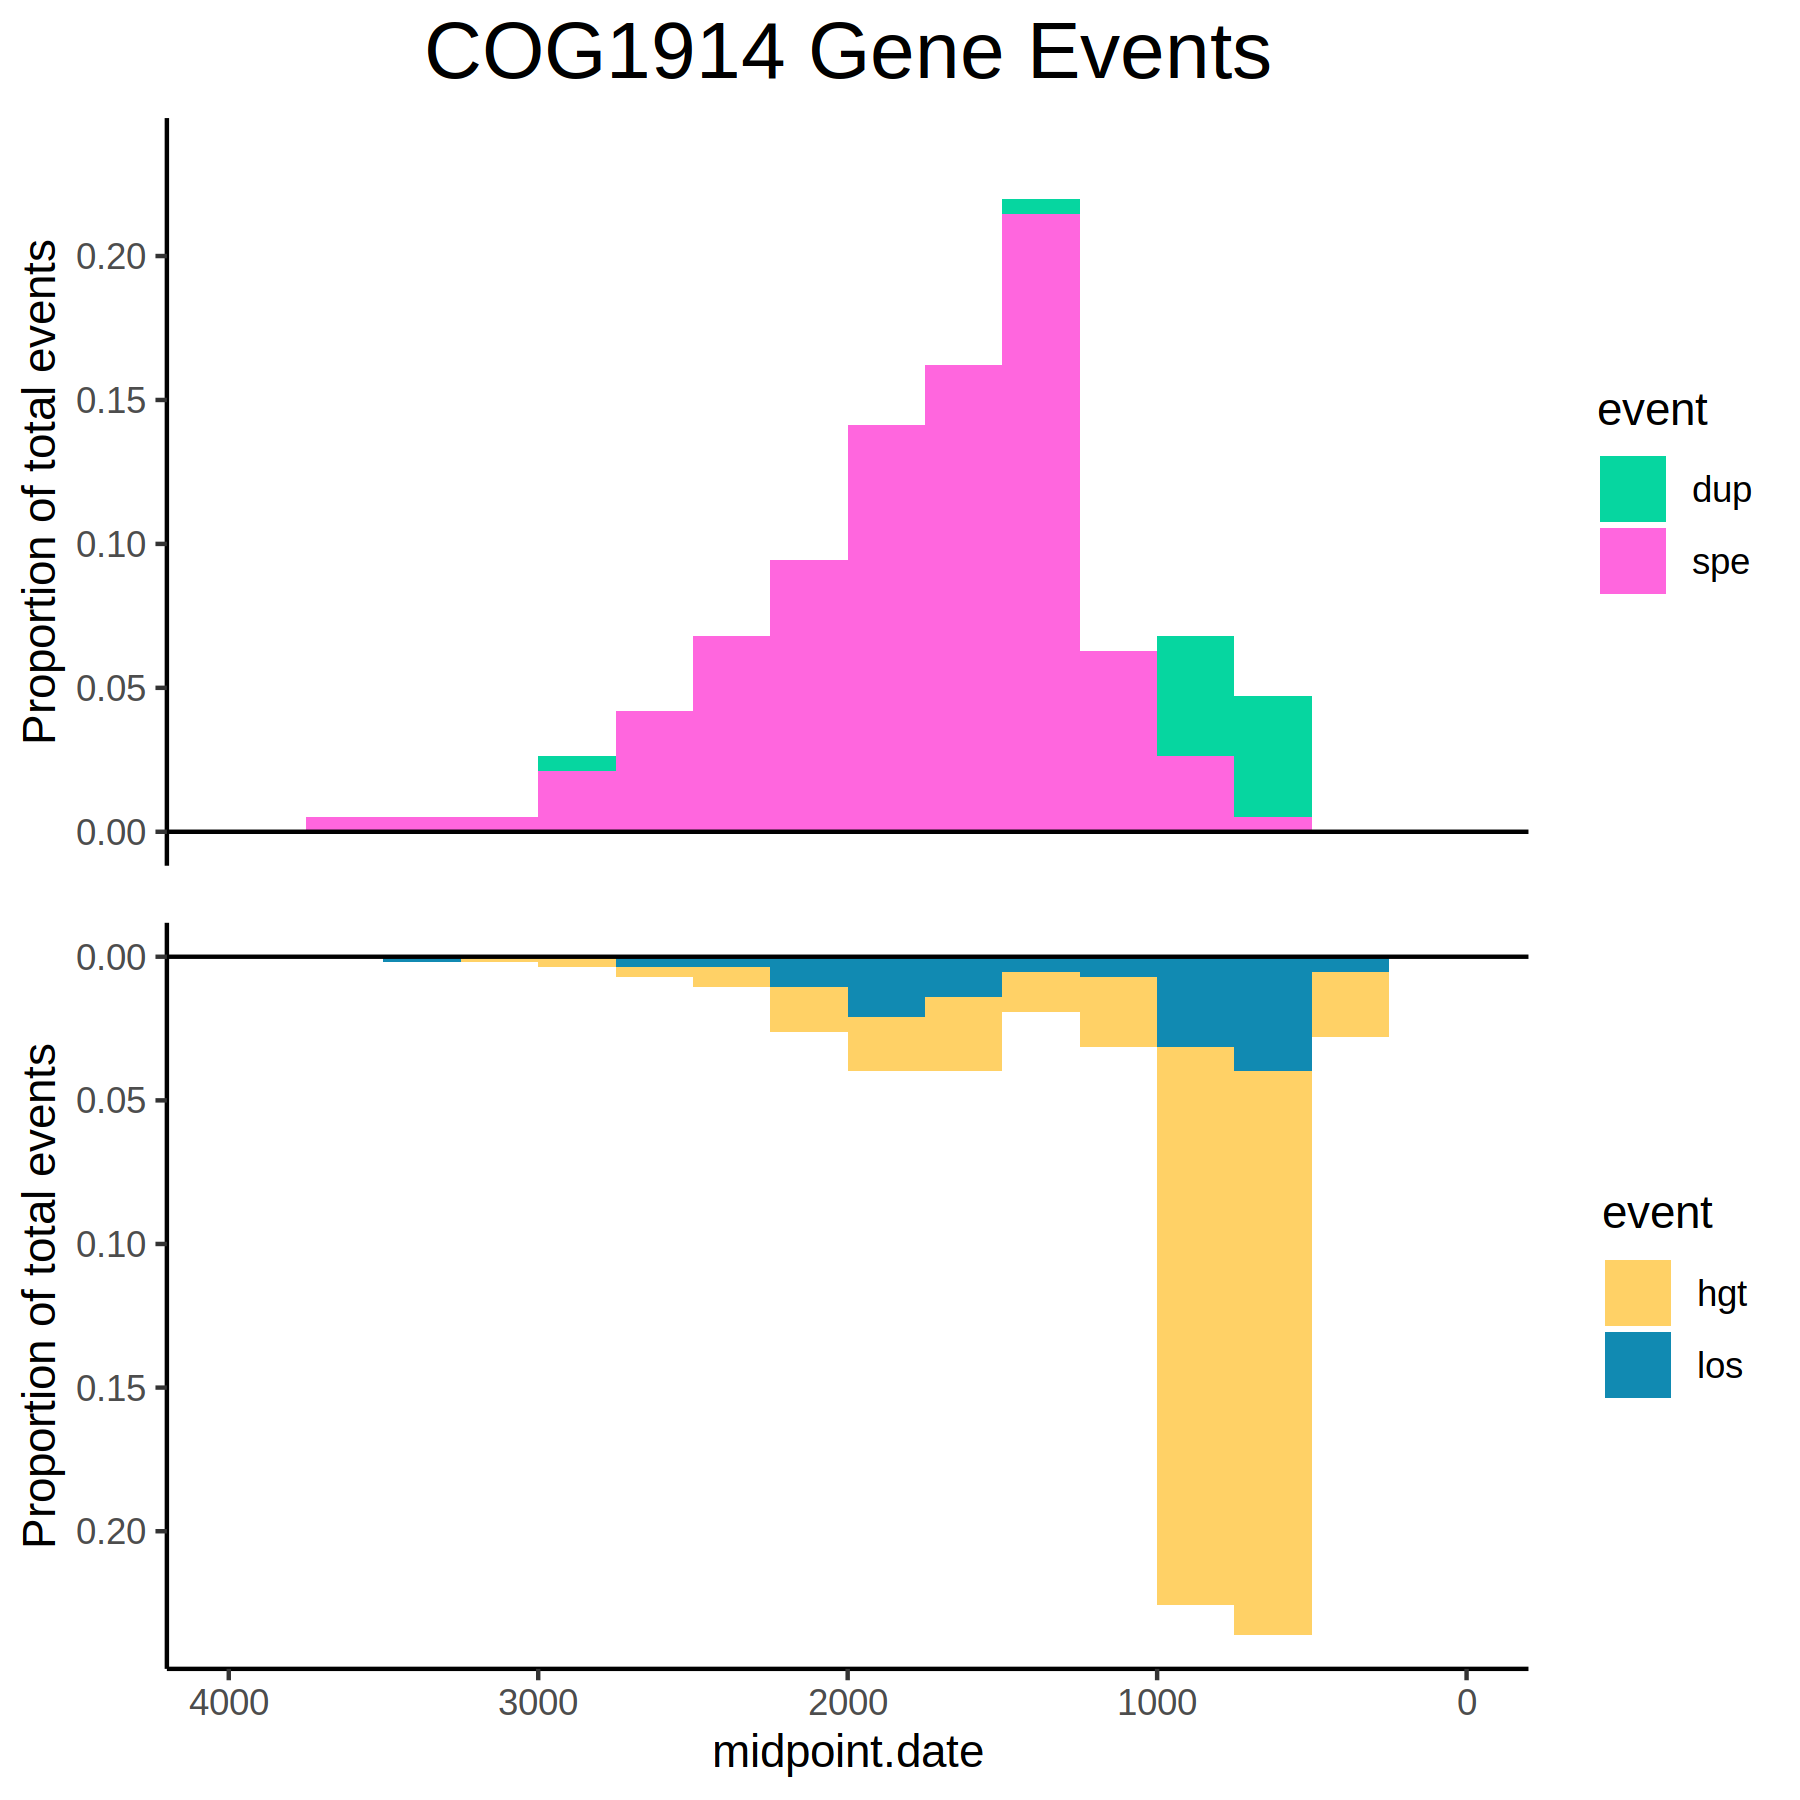 COG1914 Gene Events
Proportion of total events
0.20
0.15
0.10
0.05
0.00
event
dup
spe
Proportion of total events
0.00
0.05
0.10
0.15
0.20
event
hgt
los
4000 3000 2000 1000 0
midpoint.date